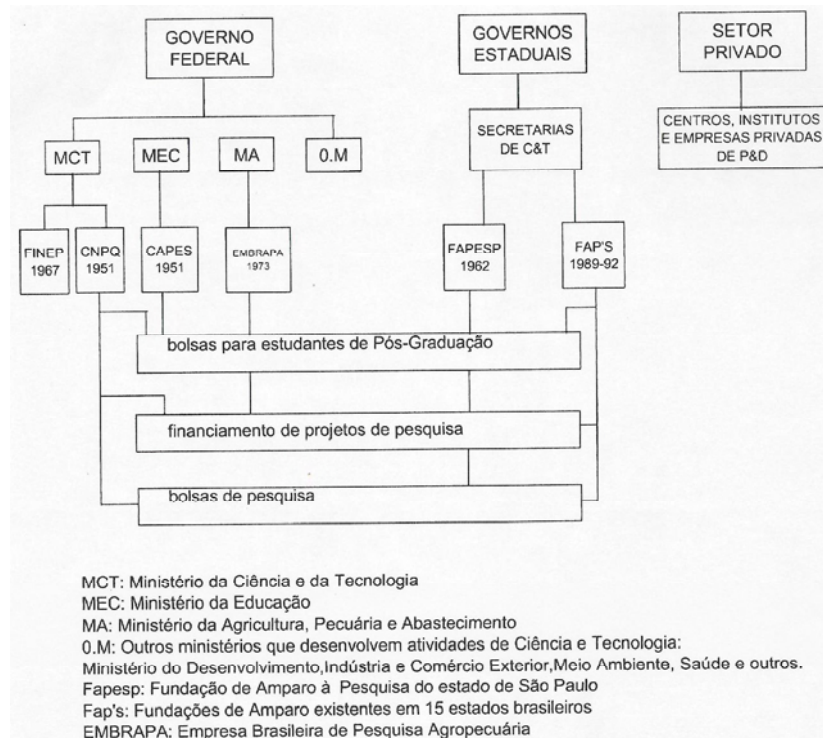 GOVERNO
FEDERAL
GOVERNOS
ESTADUAIS
SETOR
PRIVADO
MCT
MEC
MA
0.M
SECRETARIAS
DE C&T
CENTROS, INSTITUTOS
E EMPRESAS PRIVADAS
DE P&D
FINEP
1967
CNPQ
1951
CAPES
1951
EMBRAPA
1973
FAPESP
1962
FAP'S
1989-92
bolsas para estudantes de Pós-Graduação
financiamento de projetos de pesquisa
bolsas de pesquisa
MCT: Ministério da Ciência e da Tecnologia
MEC: Ministério da Educação
MA: Ministério da Agricultura, Pecuária e Abastecimento
0.M: Outros ministérios que desenvolvem atividades de Ciência e Tecnologia:
Ministério do Desenvolvimento,Indústria e Comércio Exterior,Meio Ambiente, Saúde e outros.
Fapesp: Fundação de Amparo à Pesquisa do estado de São Paulo
Fap's: Fundações de Amparo existentes em 15 estados brasileiros
EMBRAPA: Empresa Brasileira de Pesquisa Agropecuária